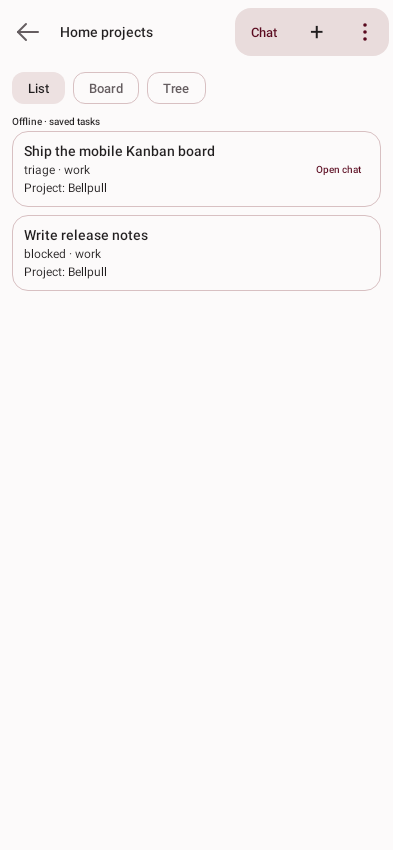 Home projects
Chat
+
List
Board
Tree
Offline · saved tasks
Ship the mobile Kanban board
triage · work
Open chat
Project: Bellpull
Write release notes
blocked · work
Project: Bellpull